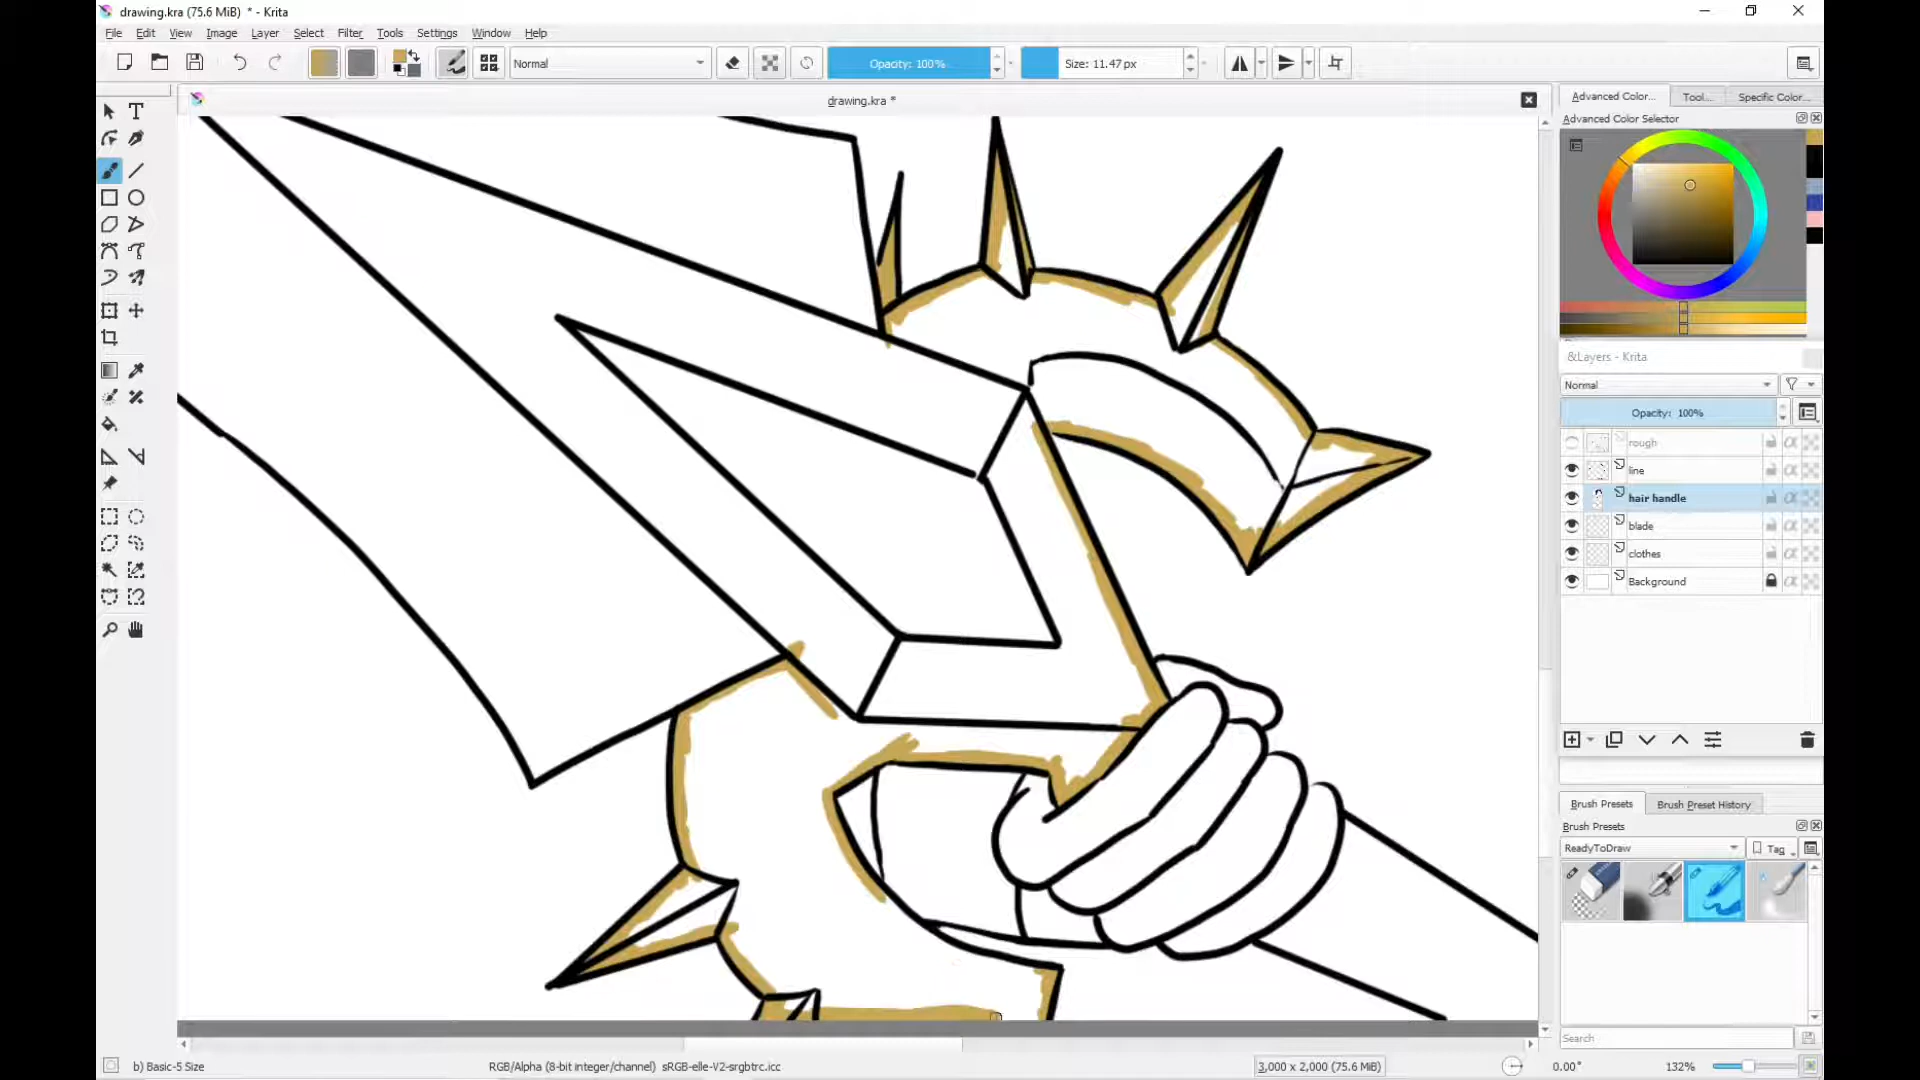 drawing.kra (75.6 MiB) * - Krita
File Edit View Image Layer Select Filter Tools Settings Window Help
Normal Opacity: 100% Size: 11.47 px
drawing.kra *
Advanced Color... Tool... Specific Color...
Advanced Color Selector
&Layers - Krita
Normal
Opacity: 100%
rough
line
hair handle
blade
clothes
Background
Brush Presets Brush Preset History
Brush Presets
ReadyToDraw Tag
Search
b) Basic-5 Size RGB/Alpha (8-bit integer/channel) sRGB-elle-V2-srgbtrc.icc 3,000 x 2,000 (75.6 MiB) 0.00° 132%